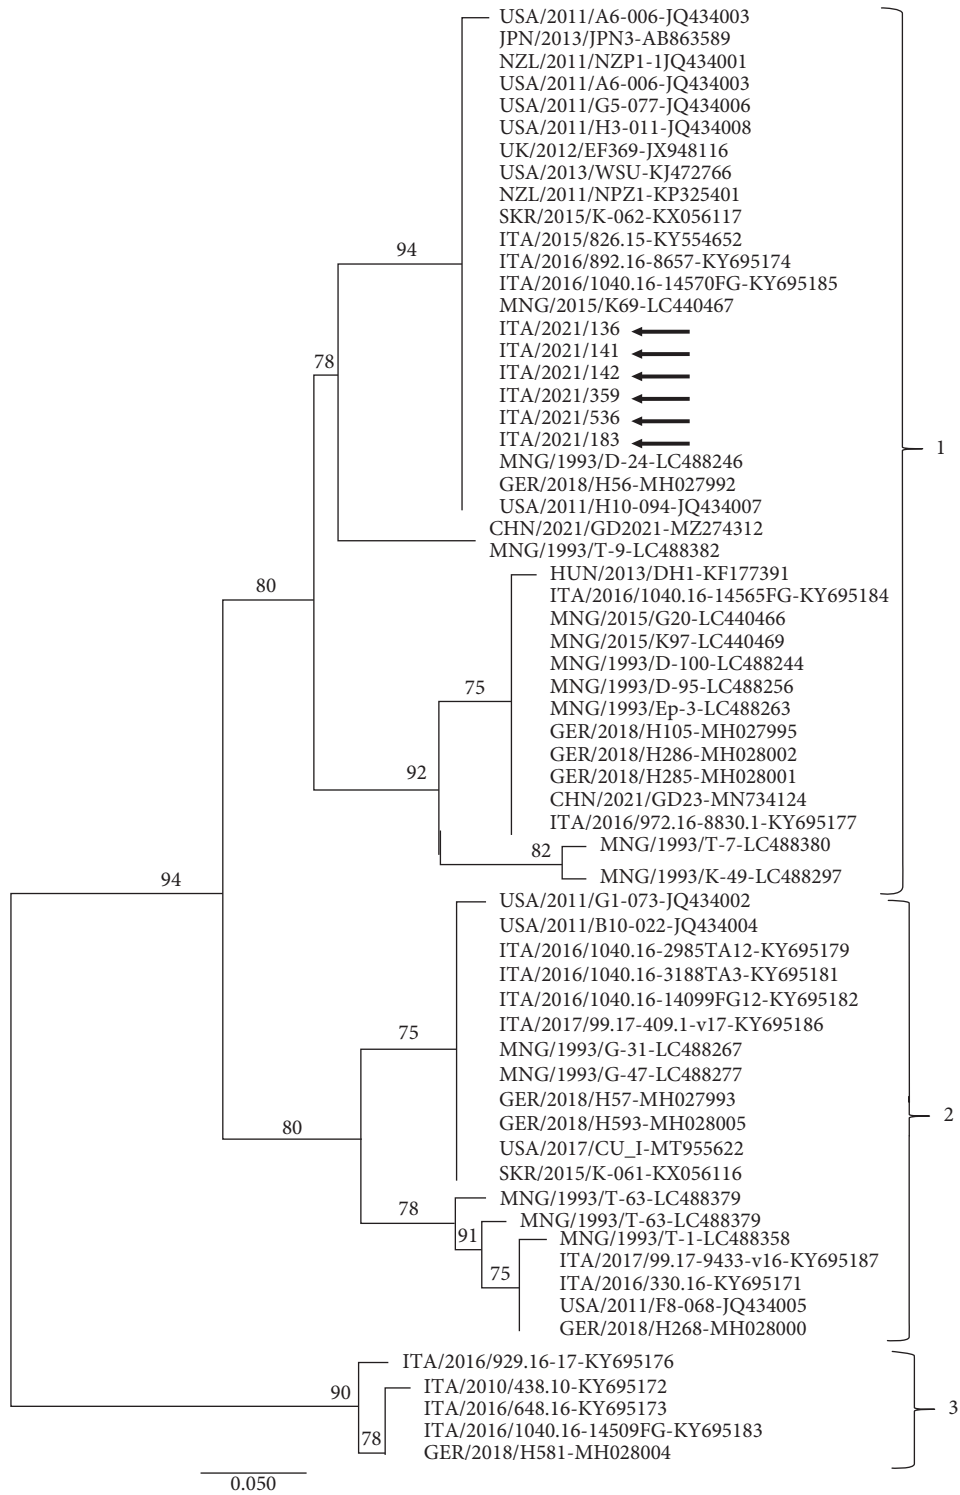 USA/2011/A6-006-JQ434003
JPN/2013/JPN3-AB863589
NZL/2011/NZP1-1JQ434001
USA/2011/A6-006-JQ434003
USA/2011/G5-077-JQ434006
USA/2011/H3-011-JQ434008
UK/2012/EF369-JX948116
USA/2013/WSU-KJ472766
NZL/2011/NPZ1-KP325401
SKR/2015/K-062-KX056117
ITA/2015/826.15-KY554652
94
ITA/2016/892.16-8657-KY695174
ITA/2016/1040.16-14570FG-KY695185
MNG/2015/K69-LC440467
ITA/2021/136
ITA/2021/141
78
ITA/2021/142
ITA/2021/359
ITA/2021/536
ITA/2021/183
1
MNG/1993/D-24-LC488246
GER/2018/H56-MH027992
USA/2011/H10-094-JQ434007
CHN/2021/GD2021-MZ274312
MNG/1993/T-9-LC488382
HUN/2013/DH1-KF177391
80
ITA/2016/1040.16-14565FG-KY695184
MNG/2015/G20-LC440466
MNG/2015/K97-LC440469
MNG/1993/D-100-LC488244
75
MNG/1993/D-95-LC488256
MNG/1993/Ep-3-LC488263
GER/2018/H105-MH027995
GER/2018/H286-MH028002
92
GER/2018/H285-MH028001
CHN/2021/GD23-MN734124
ITA/2016/972.16-8830.1-KY695177
82
MNG/1993/T-7-LC488380
MNG/1993/K-49-LC488297
94
USA/2011/G1-073-JQ434002
USA/2011/B10-022-JQ434004
ITA/2016/1040.16-2985TA12-KY695179
ITA/2016/1040.16-3188TA3-KY695181
ITA/2016/1040.16-14099FG12-KY695182
75
ITA/2017/99.17-409.1-v17-KY695186
MNG/1993/G-31-LC488267
MNG/1993/G-47-LC488277
GER/2018/H57-MH027993
2
80
GER/2018/H593-MH028005
USA/2017/CU_I-MT955622
SKR/2015/K-061-KX056116
78
MNG/1993/T-63-LC488379
MNG/1993/T-63-LC488379
91
MNG/1993/T-1-LC488358
ITA/2017/99.17-9433-v16-KY695187
75
ITA/2016/330.16-KY695171
USA/2011/F8-068-JQ434005
GER/2018/H268-MH028000
ITA/2016/929.16-17-KY695176
90
ITA/2010/438.10-KY695172
ITA/2016/648.16-KY695173
3
ITA/2016/1040.16-14509FG-KY695183
78
GER/2018/H581-MH028004
0.050